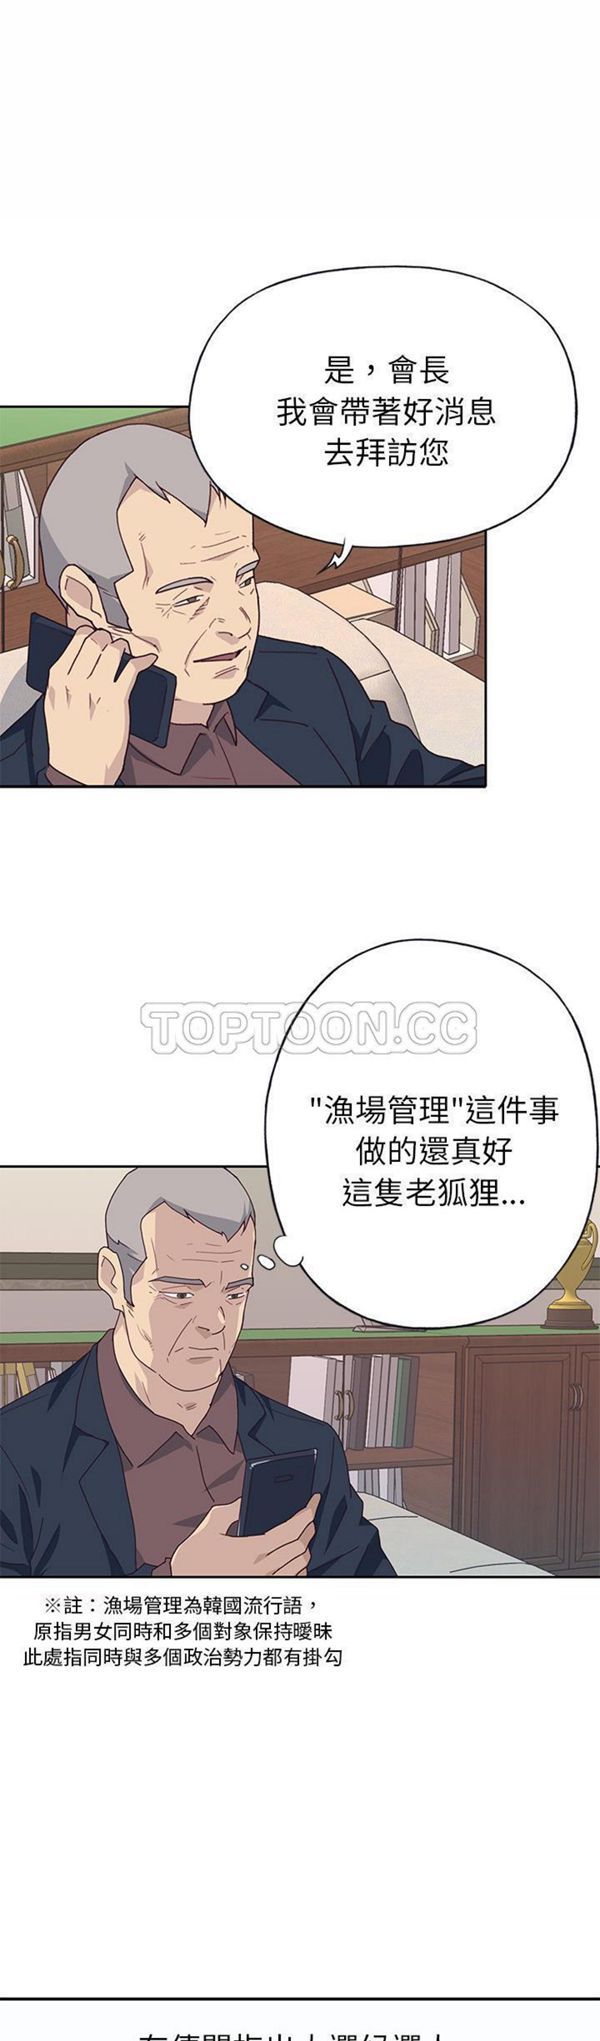 是，會長
我會帶著好消息
去拜訪您
TOPTOON.CC
"漁場管理"這件事
做的還真好
這隻老狐狸...
※註：漁場管理為韓國流行語，
原指男女同時和多個對象保持曖昧
此處指同時與多個政治勢力都有掛勾